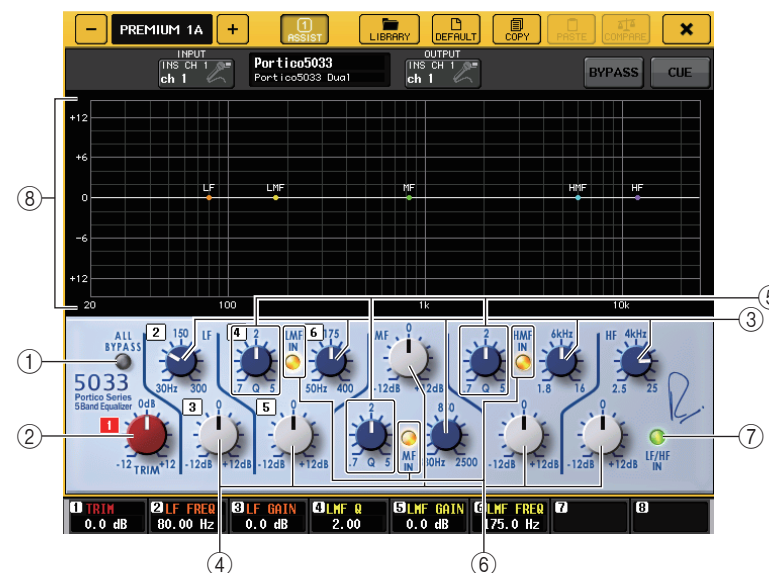 − PREMIUM 1A + 1 ASSIST LIBRARY DEFAULT COPY PASTE COMPARE ×
INPUT
INS CH 1
ch 1
Portico5033
Portico5033 Dual
OUTPUT
INS CH 1
ch 1
BYPASS CUE
⑧
+12
+6
0
−6
+12
LF LMF MF HMF HF
20 100 1k 10k
⑤
③
①
②
④
⑥
⑦
ALL
BYPASS
5033
Portico Series
5Band Equalizer
2 150 LF
30Hz 300
4 2
.7 Q 5
LMF
IN
6 175
50Hz 400
MF 0
-12dB +12dB
2
.7 Q 5
HMF
IN
6kHz
1.8 16
HF 4kHz
2.5 25
1 0dB
-12 +12
TRIM
3 0
-12dB +12dB
5 0
-12dB +12dB
2
.7 Q 5
MF
IN
2500
0
-12dB +12dB
0
-12dB +12dB
LF/HF
IN
1 TRIM
0.0 dB
2 LF FREQ
80.00 Hz
3 LF GAIN
0.0 dB
4 LMF Q
2.00
5 LMF GAIN
0.0 dB
6 LMF FREQ
175.0 Hz
7
8